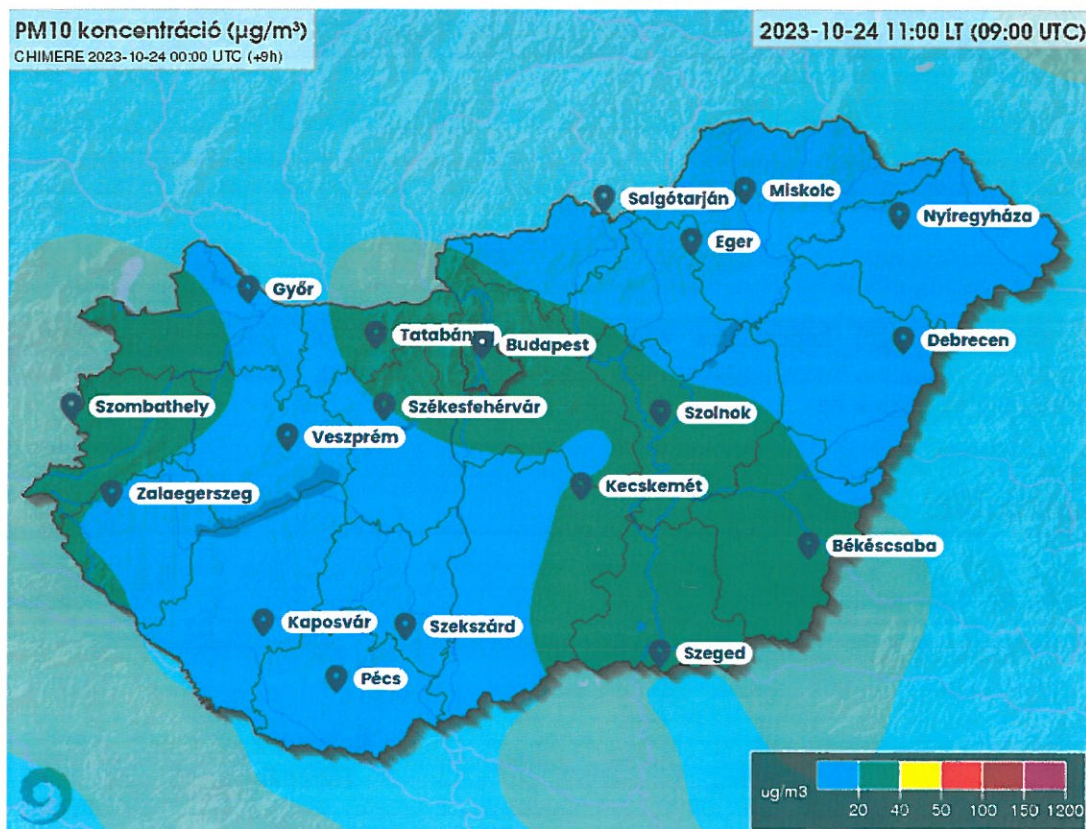 PM10 koncentráció (µg/m³)
CHIMERE 2023-10-24 00:00 UTC (+9h)
2023-10-24 11:00 LT (09:00 UTC)
Salgótarján
Miskolc
Nyíregyháza
Eger
Győr
Tatabán
Budapest
Debrecen
Szombathely
Székesfehérvár
Szolnok
Veszprém
Zalaegerszeg
Kecskemét
Békéscsaba
Kaposvár
Szekszárd
Szeged
Pécs
ug/m3
20 40 50 100 150 1200